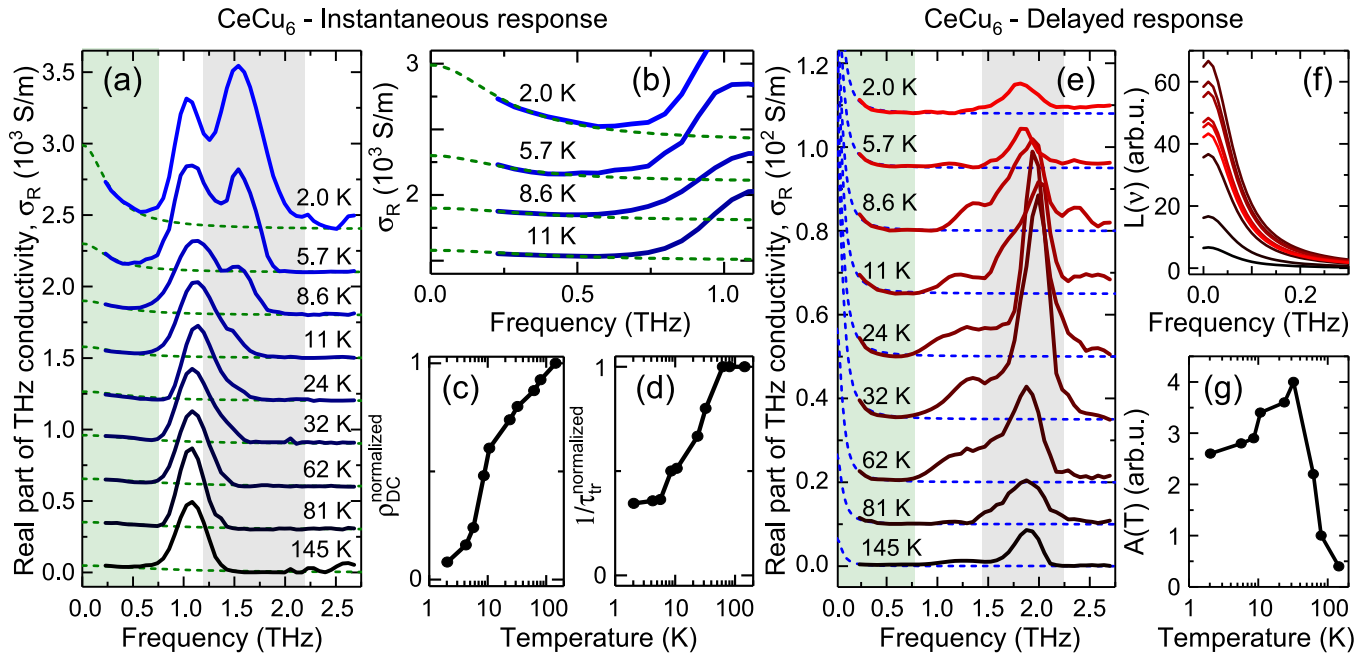 CeCu6 - Instantaneous response
CeCu6 - Delayed response
(a)
Real part of THz conductivity, σR (10³ S/m)
3.5
3.0
2.5
2.0
1.5
1.0
0.5
0.0
2.0 K
5.7 K
8.6 K
11 K
24 K
32 K
62 K
81 K
145 K
0.0 0.5 1.0 1.5 2.0 2.5
Frequency (THz)
(b)
σR (10³ S/m)
3
2
2.0 K
5.7 K
8.6 K
11 K
0.0 0.5 1.0
Frequency (THz)
(c)
ρDC normalized
1
0
1 10 100
(d)
1/τtr normalized
1
0
1 10 100
Temperature (K)
(e)
Real part of THz conductivity, σR (10² S/m)
1.2
1.0
0.8
0.6
0.4
0.2
0.0
2.0 K
5.7 K
8.6 K
11 K
24 K
32 K
62 K
81 K
145 K
0.0 0.5 1.0 1.5 2.0 2.5
Frequency (THz)
(f)
L(ν) (arb.u.)
60
40
20
0
0.0 0.2
Frequency (THz)
(g)
A(T) (arb.u.)
4
3
2
1
0
1 10 100
Temperature (K)